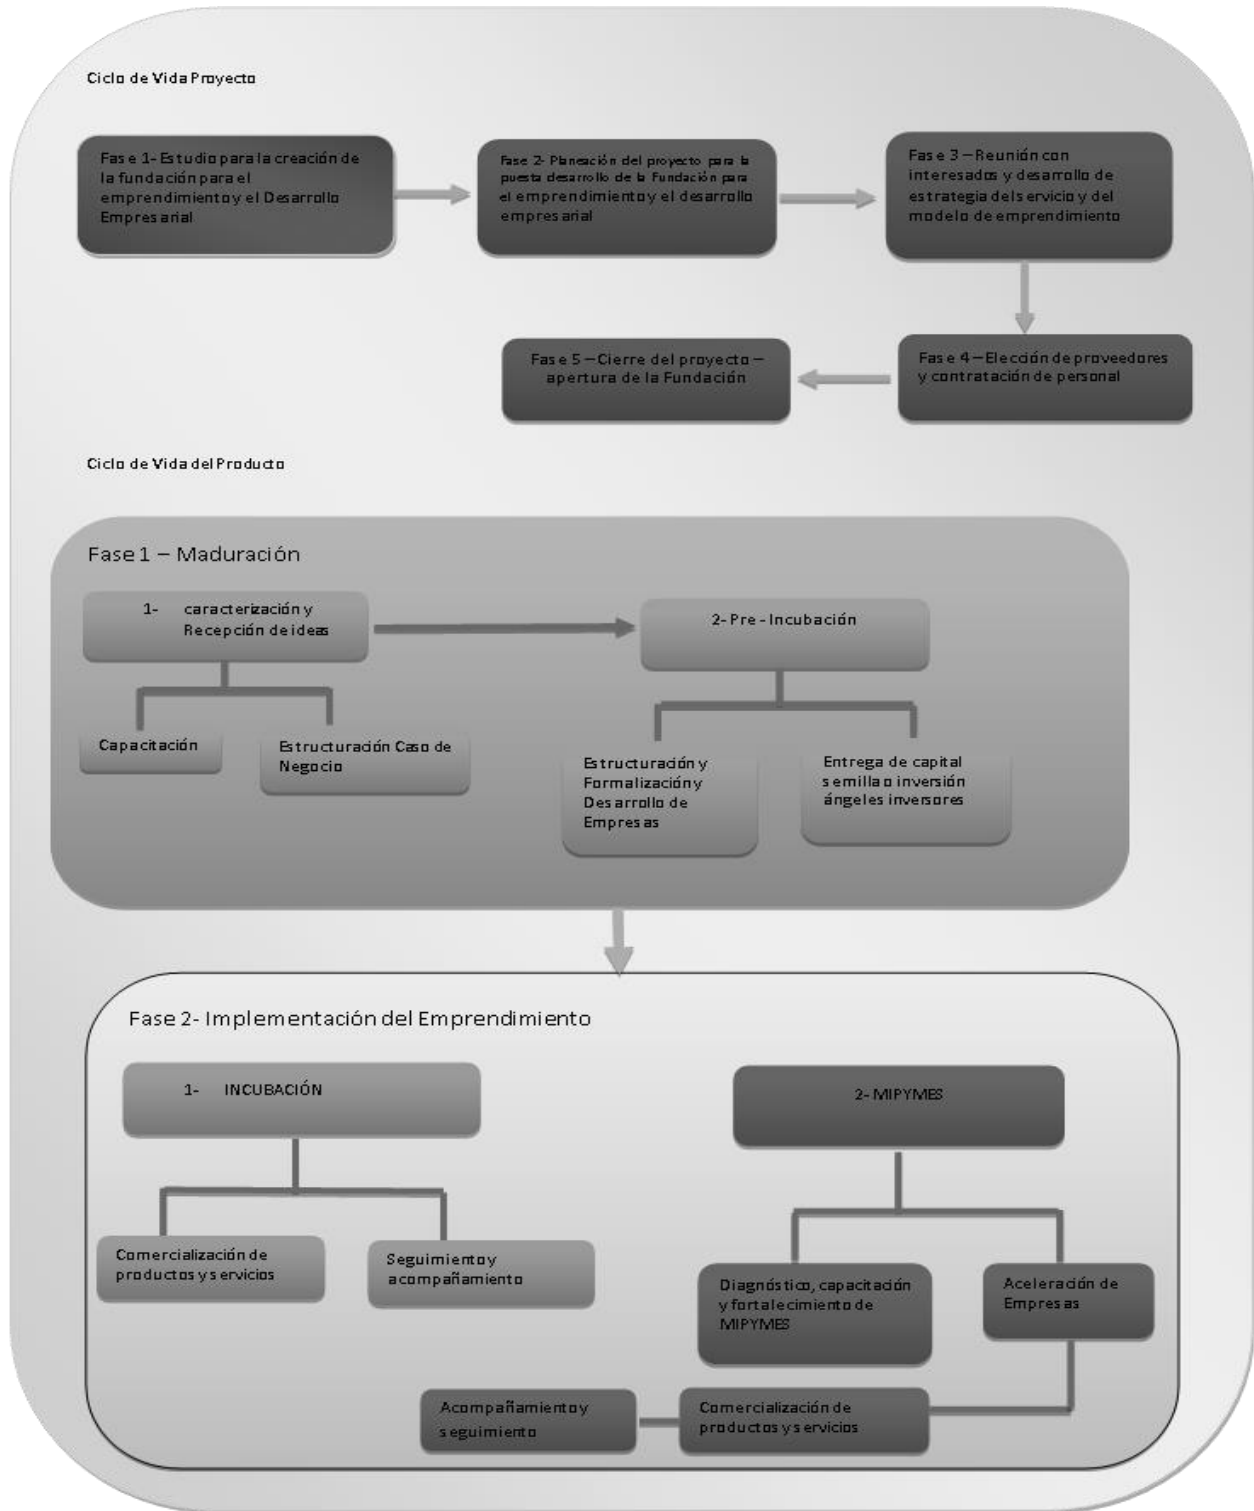 Ciclo de Vida Proyecto
Fase 1- Estudio para la creación de
la fundación para el
emprendimiento y el Desarrollo
Empresarial
Fase 2- Planeación del proyecto para la
puesta desarrollo de la Fundación para
el emprendimiento y el desarrollo
empresarial
Fase 3 – Reunión con
interesados y desarrollo de
estrategia del servicio y del
modelo de emprendimiento
Fase 4 – Elección de proveedores
y contratación de personal
Fase 5 – Cierre del proyecto –
apertura de la Fundación
Ciclo de Vida del Producto
Fase 1 – Maduración
1- caracterización y
Recepción de ideas
2- Pre - Incubación
Capacitación
Estructuración Caso de
Negocio
Estructuración y
Formalización y
Desarrollo de
Empresas
Entrega de capital
semilla o inversión
ángeles inversores
Fase 2- Implementación del Emprendimiento
1- INCUBACIÓN
2- MIPYMES
Comercialización de
productos y servicios
Seguimiento y
acompañamiento
Diagnóstico, capacitación
y fortalecimiento de
MIPYMES
Aceleración de
Empresas
Acompañamiento y
seguimiento
Comercialización de
productos y servicios